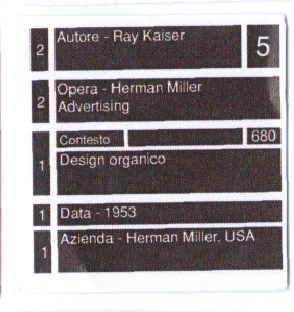 2 Autore - Ray Kaiser 5
2 Opera - Herman Miller
Advertising
Contesto 680
1 Design organico
1 Data - 1953
1 Azienda - Herman Miller, USA